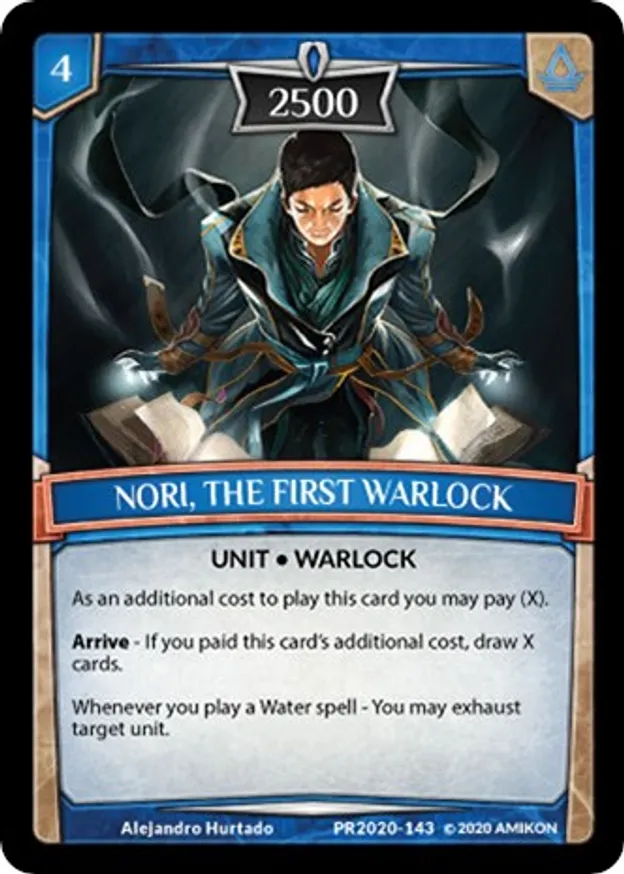 4
2500
NORI, THE FIRST WARLOCK
UNIT • WARLOCK
As an additional cost to play this card you may pay (X).
Arrive - If you paid this card's additional cost, draw X
cards.
Whenever you play a Water spell - You may exhaust
target unit.
Alejandro Hurtado PR2020-143 © 2020 AMIKON